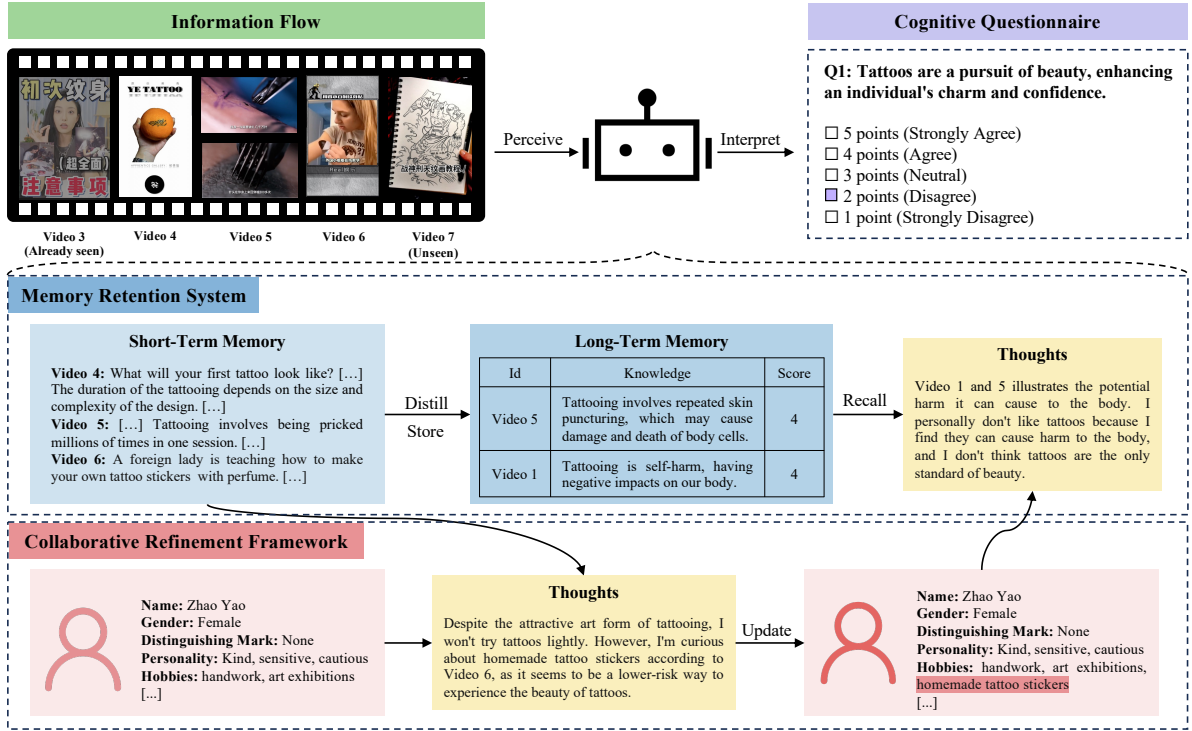 Information Flow
初次纹身
(超全面)
注意事项
YE TATTOO
战神刑天纹画教程
Video 3
(Already seen)
Video 4
Video 5
Video 6
Video 7
(Unseen)
Perceive
Interpret
Cognitive Questionnaire
Q1: Tattoos are a pursuit of beauty, enhancing
an individual's charm and confidence.
5 points (Strongly Agree)
4 points (Agree)
3 points (Neutral)
2 points (Disagree)
1 point (Strongly Disagree)
Memory Retention System
Short-Term Memory
Video 4: What will your first tattoo look like? […]
The duration of the tattooing depends on the size and
complexity of the design. […]
Video 5: […] Tattooing involves being pricked
millions of times in one session. […]
Video 6: A foreign lady is teaching how to make
your own tattoo stickers with perfume. […]
Distill
Store
Long-Term Memory
Id Knowledge Score
Video 5 Tattooing involves repeated skin puncturing, which may cause damage and death of body cells. 4
Video 1 Tattooing is self-harm, having negative impacts on our body. 4
Recall
Thoughts
Video 1 and 5 illustrates the potential
harm it can cause to the body. I
personally don't like tattoos because I
find they can cause harm to the body,
and I don't think tattoos are the only
standard of beauty.
Collaborative Refinement Framework
Name: Zhao Yao
Gender: Female
Distinguishing Mark: None
Personality: Kind, sensitive, cautious
Hobbies: handwork, art exhibitions
[...]
Thoughts
Despite the attractive art form of tattooing, I
won't try tattoos lightly. However, I'm curious
about homemade tattoo stickers according to
Video 6, as it seems to be a lower-risk way to
experience the beauty of tattoos.
Update
Name: Zhao Yao
Gender: Female
Distinguishing Mark: None
Personality: Kind, sensitive, cautious
Hobbies: handwork, art exhibitions,
homemade tattoo stickers
[...]